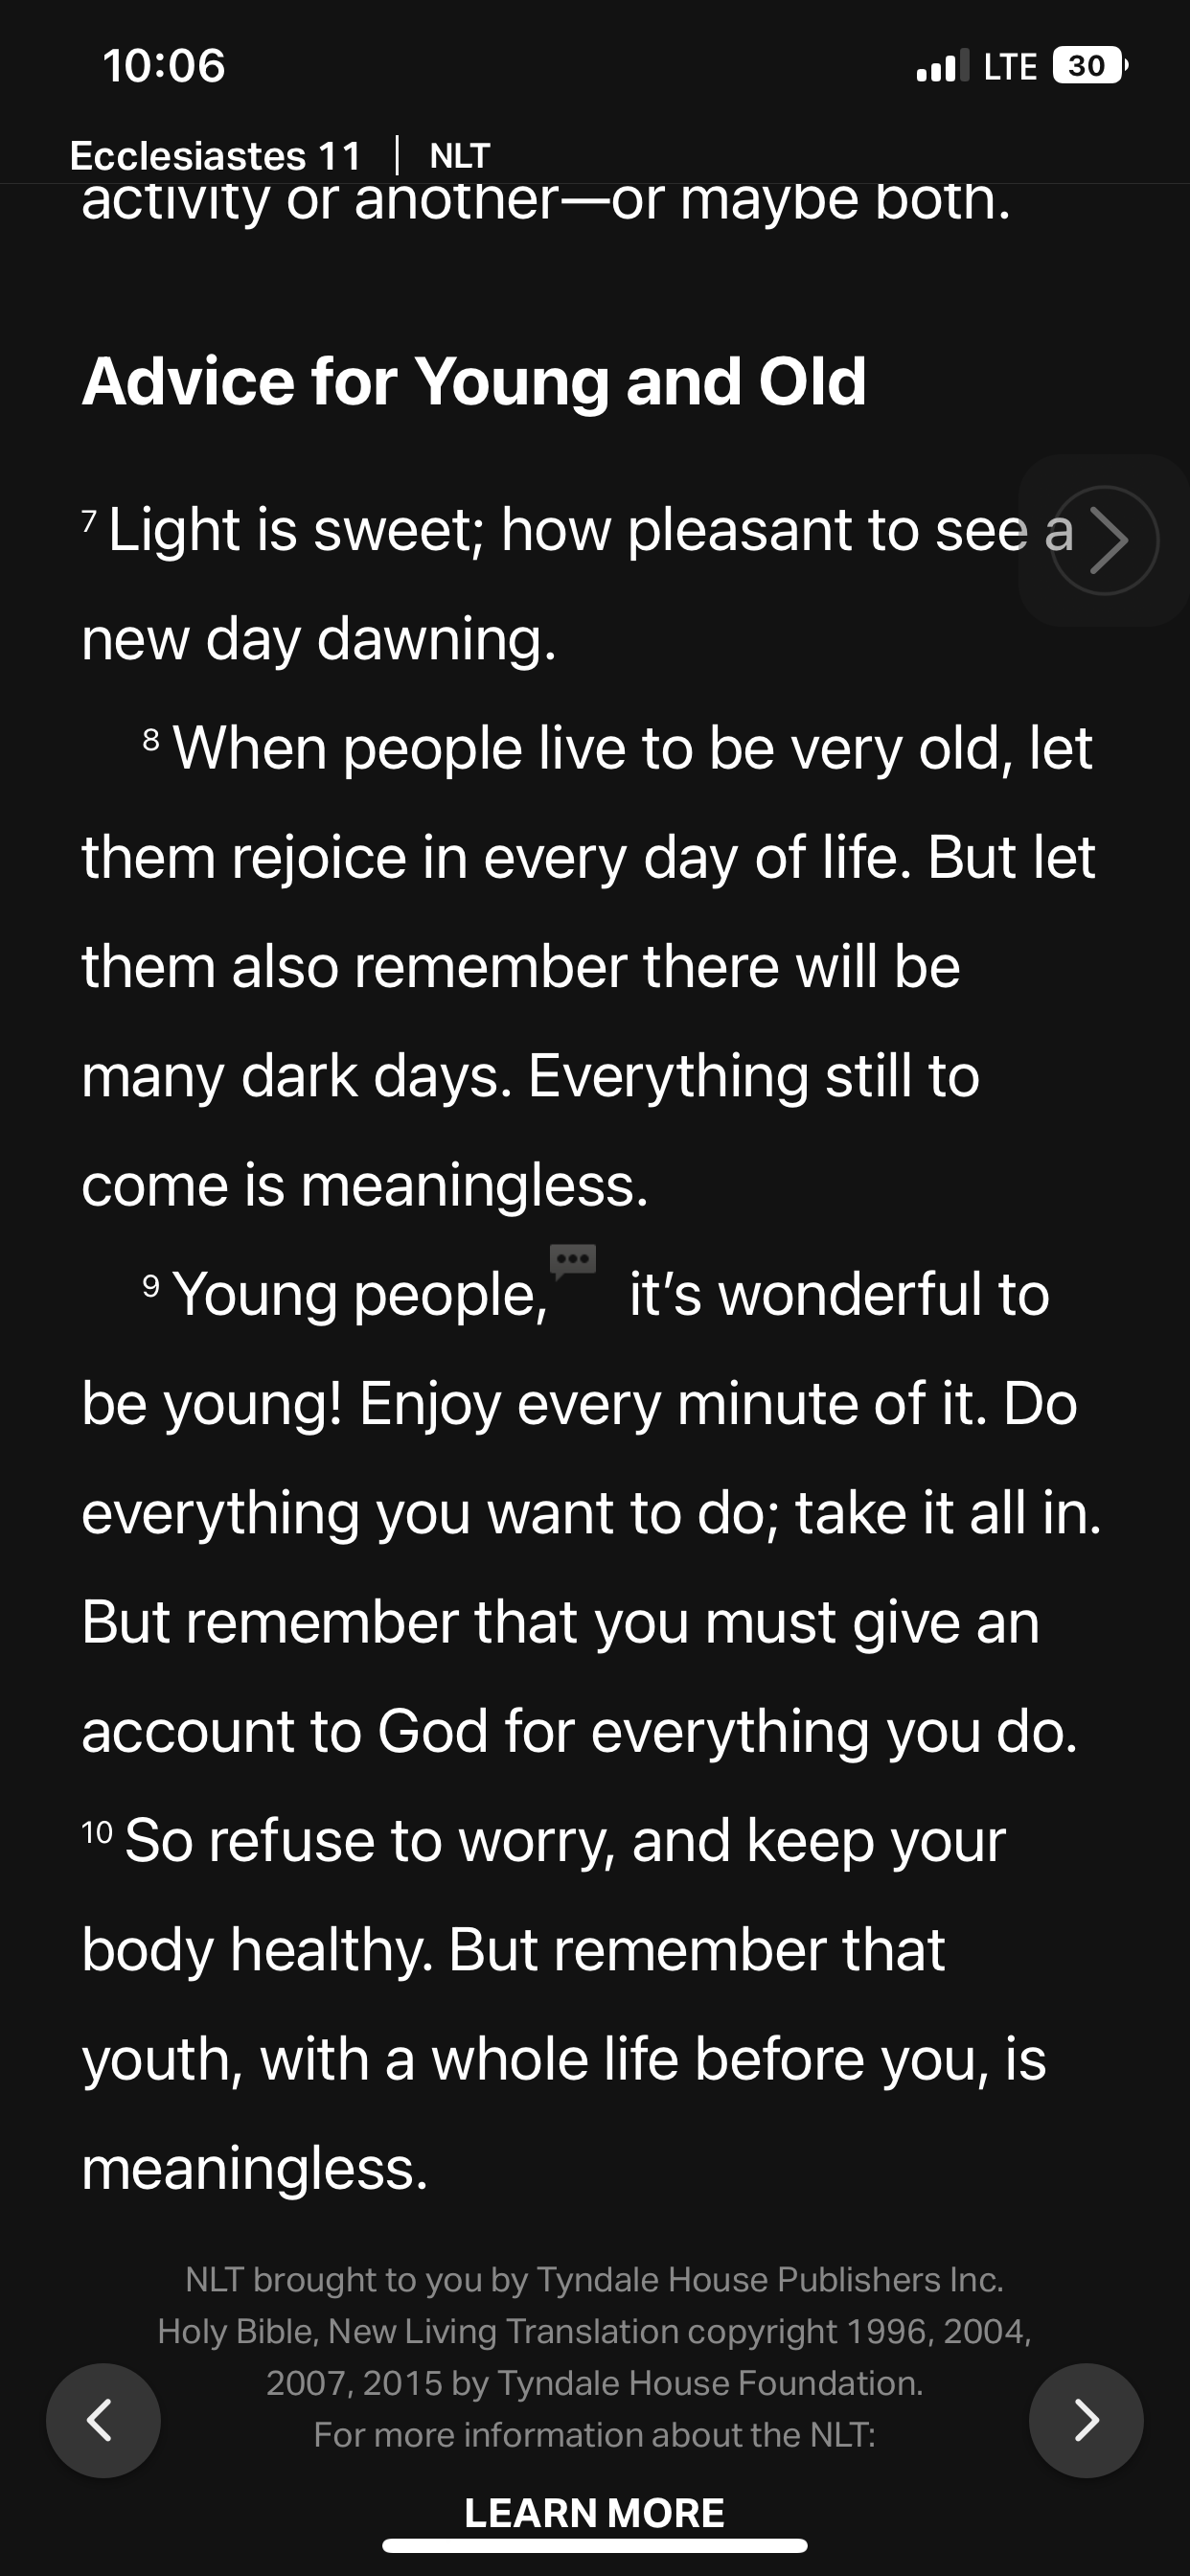 10:06
LTE 30
Ecclesiastes 11 | NLT
activity or another—or maybe both.
Advice for Young and Old
7 Light is sweet; how pleasant to see a
new day dawning.
8 When people live to be very old, let
them rejoice in every day of life. But let
them also remember there will be
many dark days. Everything still to
come is meaningless.
9 Young people, it’s wonderful to
be young! Enjoy every minute of it. Do
everything you want to do; take it all in.
But remember that you must give an
account to God for everything you do.
10 So refuse to worry, and keep your
body healthy. But remember that
youth, with a whole life before you, is
meaningless.
NLT brought to you by Tyndale House Publishers Inc.
Holy Bible, New Living Translation copyright 1996, 2004,
2007, 2015 by Tyndale House Foundation.
For more information about the NLT:
LEARN MORE